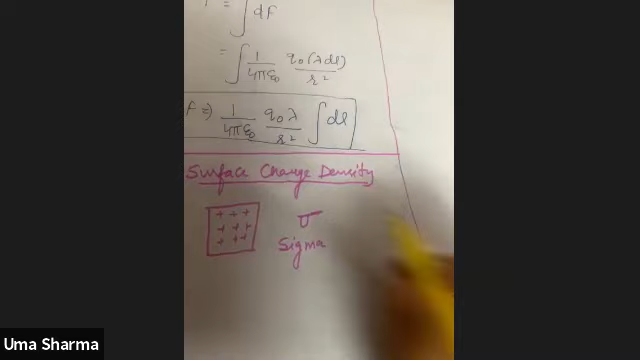 = ∫ dF
= ∫ 1/4πε₀ q₀(λdl)/r²
F ⇒ 1/4πε₀ q₀λ/r² ∫ dl
Surface Charge Density
+ + +
+ + +
+ + +
σ
Sigma
Uma Sharma